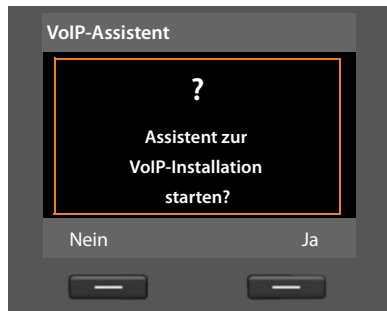 VoIP-Assistent
?
Assistent zur
VoIP-Installation
starten?
Nein Ja